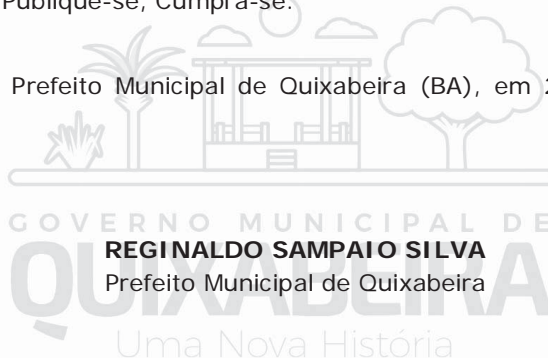 Publique-se, Cumpra-se.
Prefeito Municipal de Quixabeira (BA), em 2
GOVERNO MUNICIPAL DE
QUIXABEIRA
REGINALDO SAMPAIO SILVA
Prefeito Municipal de Quixabeira
Uma Nova História